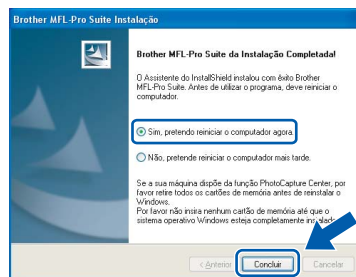 Brother MFL-Pro Suite Instalação
Brother MFL-Pro Suite da Instalação Completada!
O Assistente do InstallShield instalou com êxito Brother
MFL-Pro Suite. Antes de utilizar o programa, deve reiniciar o
computador.
Sim, pretendo reiniciar o computador agora.
Não, pretende reiniciar o computador mais tarde.
Se a sua máquina dispõe da função PhotoCapture Center, por
favor retire todos os cartões de memória antes de reinstalar o
Windows.
Por favor não insira nenhum cartão de memória até que o
sistema operativo Windows esteja completamente instalado.
< Anterior Concluir Cancelar